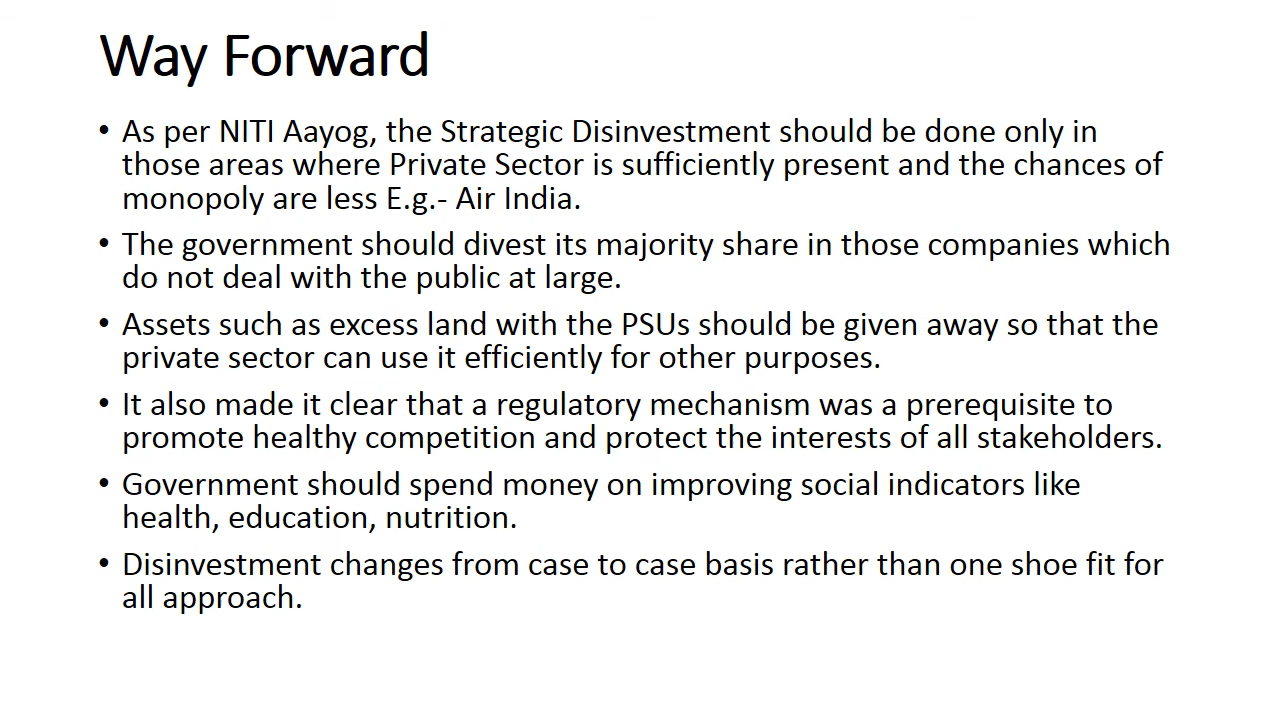 Way Forward
• As per NITI Aayog, the Strategic Disinvestment should be done only in
those areas where Private Sector is sufficiently present and the chances of
monopoly are less E.g.- Air India.
• The government should divest its majority share in those companies which
do not deal with the public at large.
• Assets such as excess land with the PSUs should be given away so that the
private sector can use it efficiently for other purposes.
• It also made it clear that a regulatory mechanism was a prerequisite to
promote healthy competition and protect the interests of all stakeholders.
• Government should spend money on improving social indicators like
health, education, nutrition.
• Disinvestment changes from case to case basis rather than one shoe fit for
all approach.